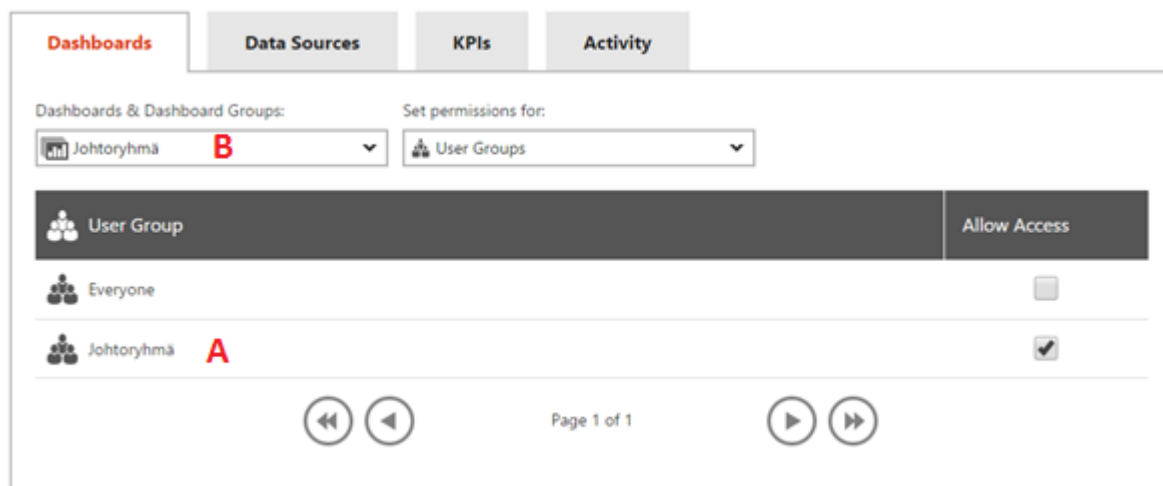 Dashboards Data Sources KPIs Activity
Dashboards & Dashboard Groups: Set permissions for:
Johtoryhmä B User Groups
User Group Allow Access
Everyone
Johtoryhmä A
Page 1 of 1